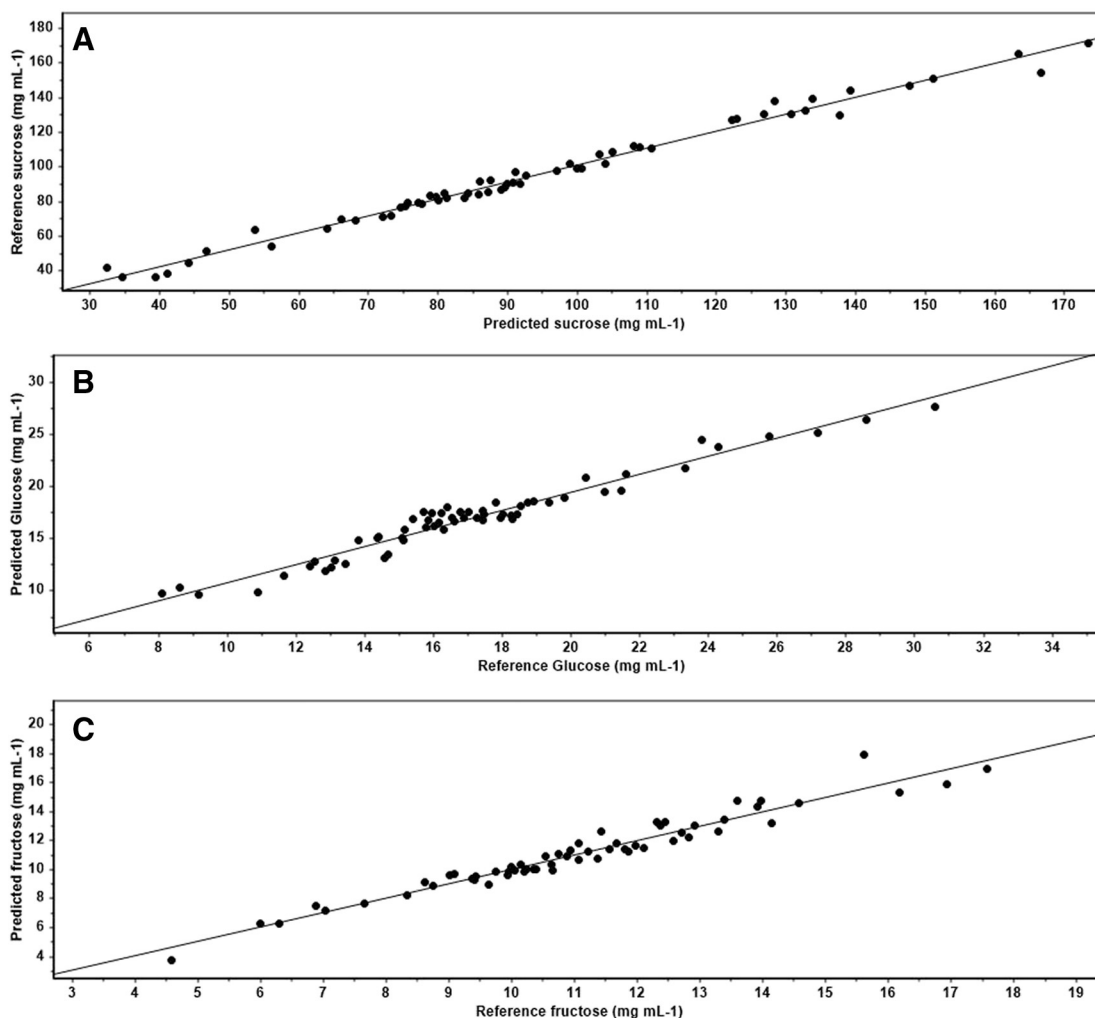 A
180
160
140
120
100
80
60
40
Reference sucrose (mg mL-1)
30 40 50 60 70 80 90 100 110 120 130 140 150 160 170
Predicted sucrose (mg mL-1)
B
30
25
20
15
10
Predicted Glucose (mg mL-1)
6 8 10 12 14 16 18 20 22 24 26 28 30 32 34
Reference Glucose (mg mL-1)
C
20
18
16
14
12
10
8
6
4
Predicted fructose (mg mL-1)
3 4 5 6 7 8 9 10 11 12 13 14 15 16 17 18 19
Reference fructose (mg mL-1)